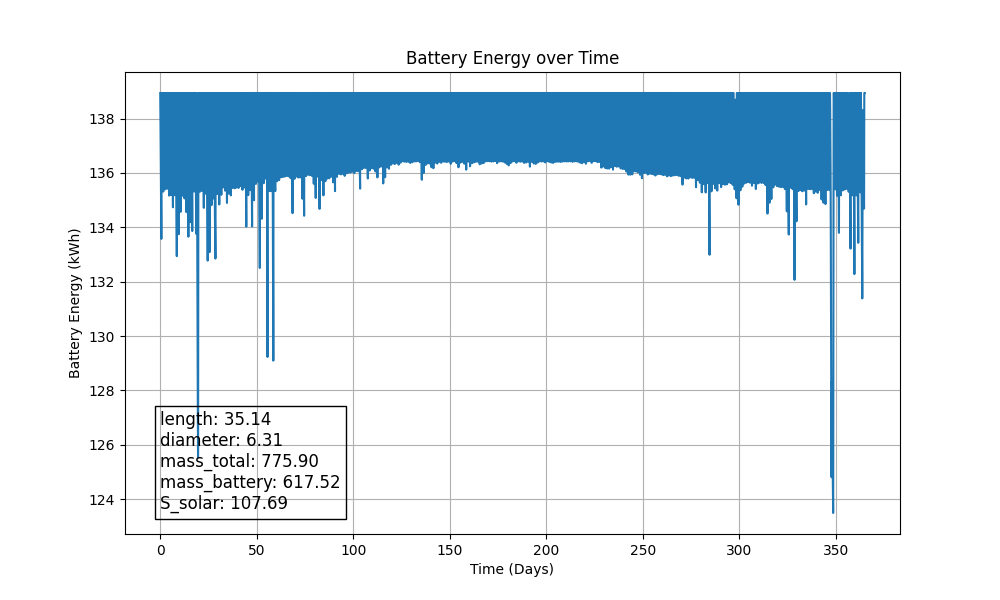 Battery Energy over Time
Battery Energy (kWh)
138
136
134
132
130
128
126
124
length: 35.14
diameter: 6.31
mass_total: 775.90
mass_battery: 617.52
S_solar: 107.69
0 50 100 150 200 250 300 350
Time (Days)